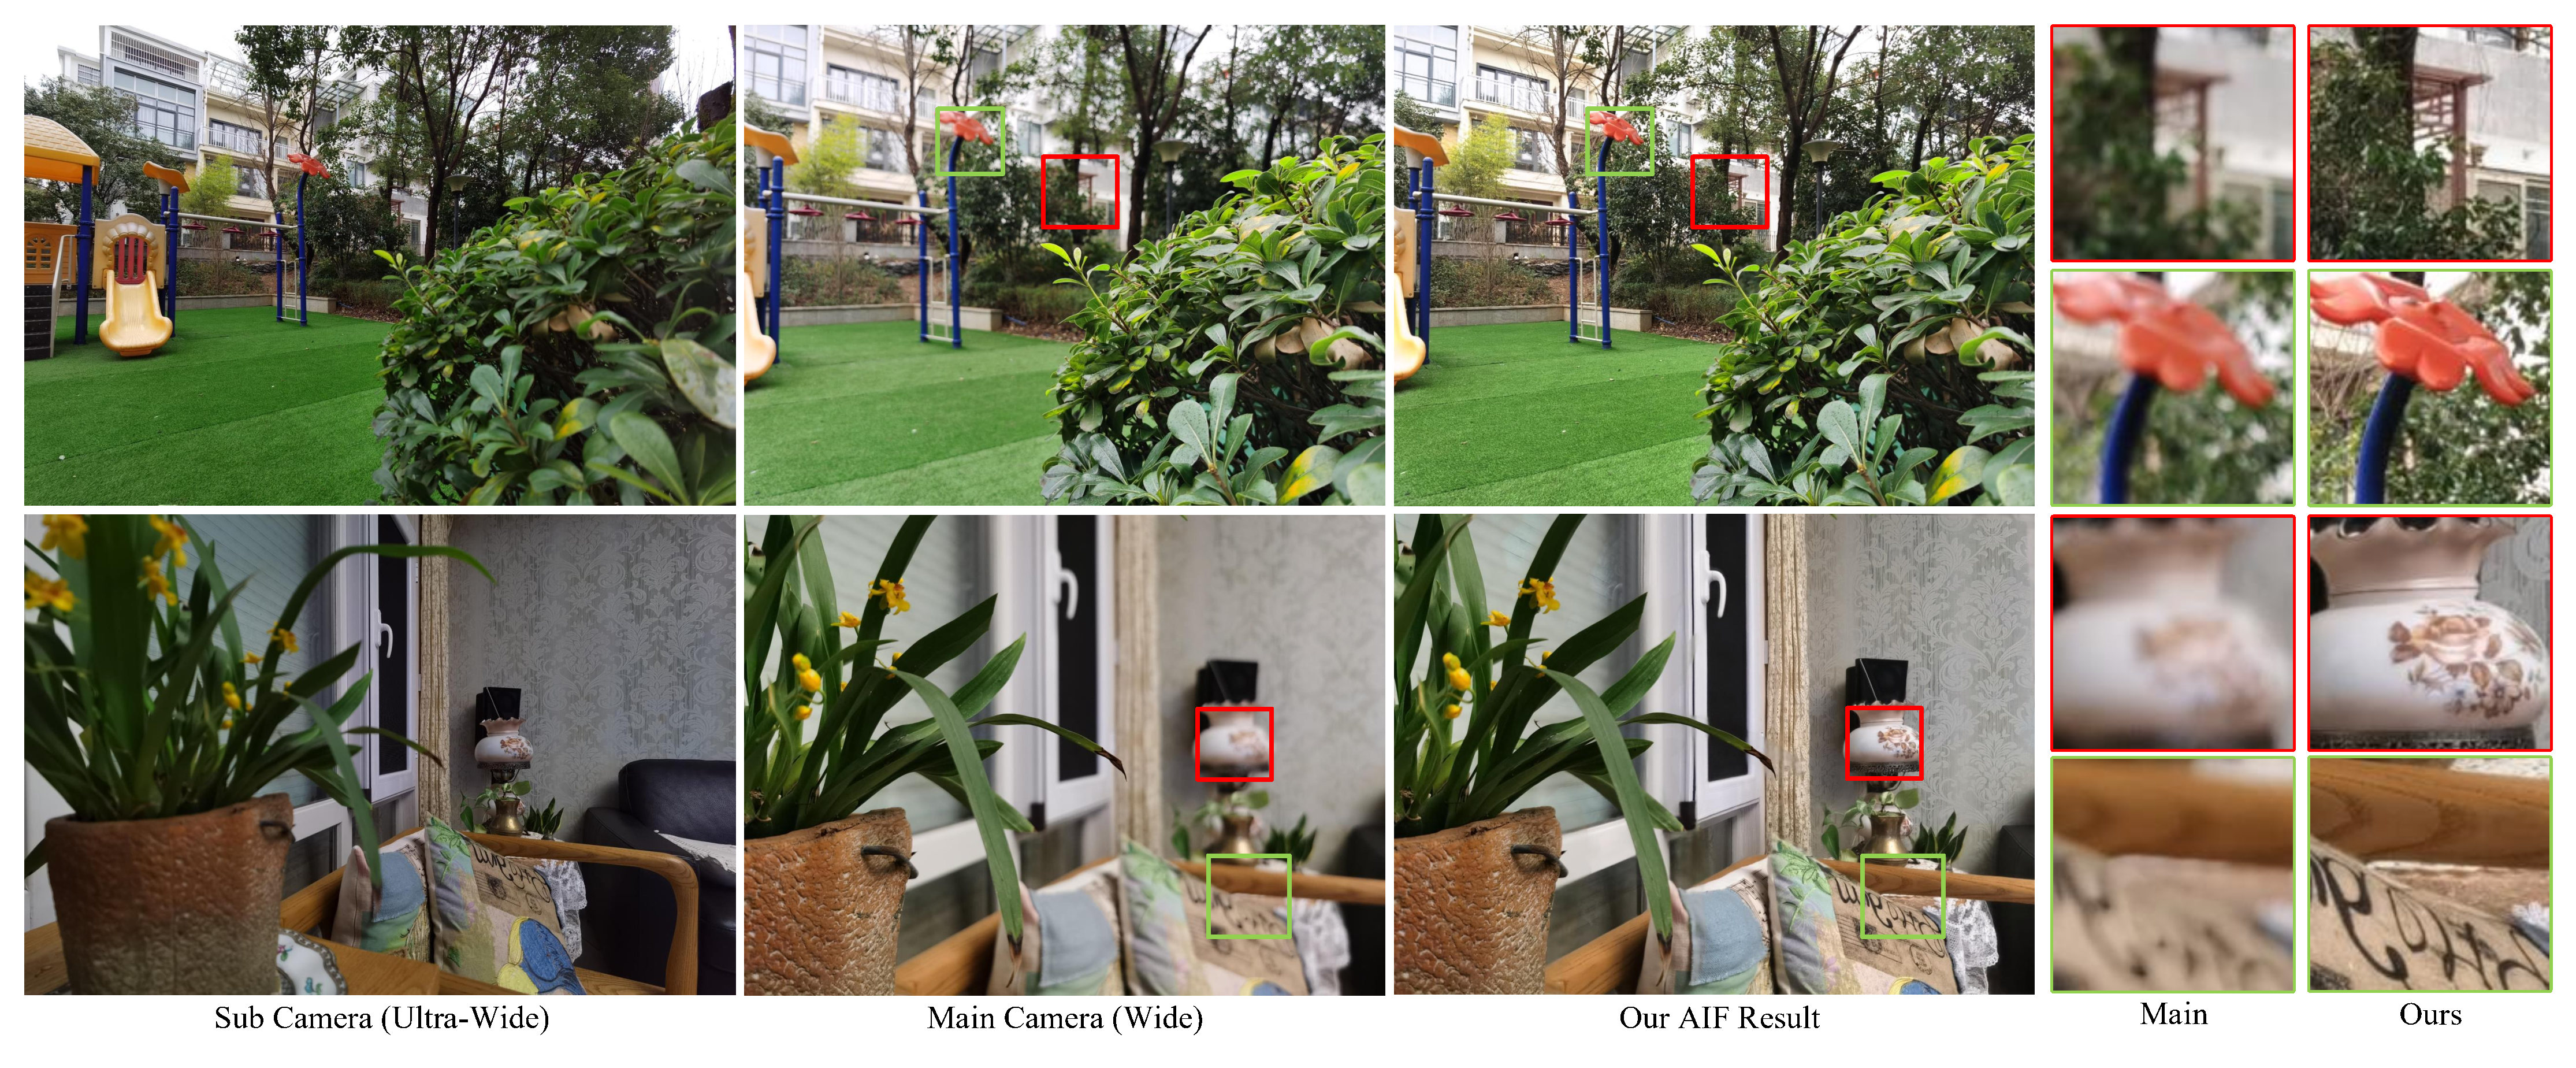 Sub Camera (Ultra-Wide)
Main Camera (Wide)
Our AIF Result
Main
Ours